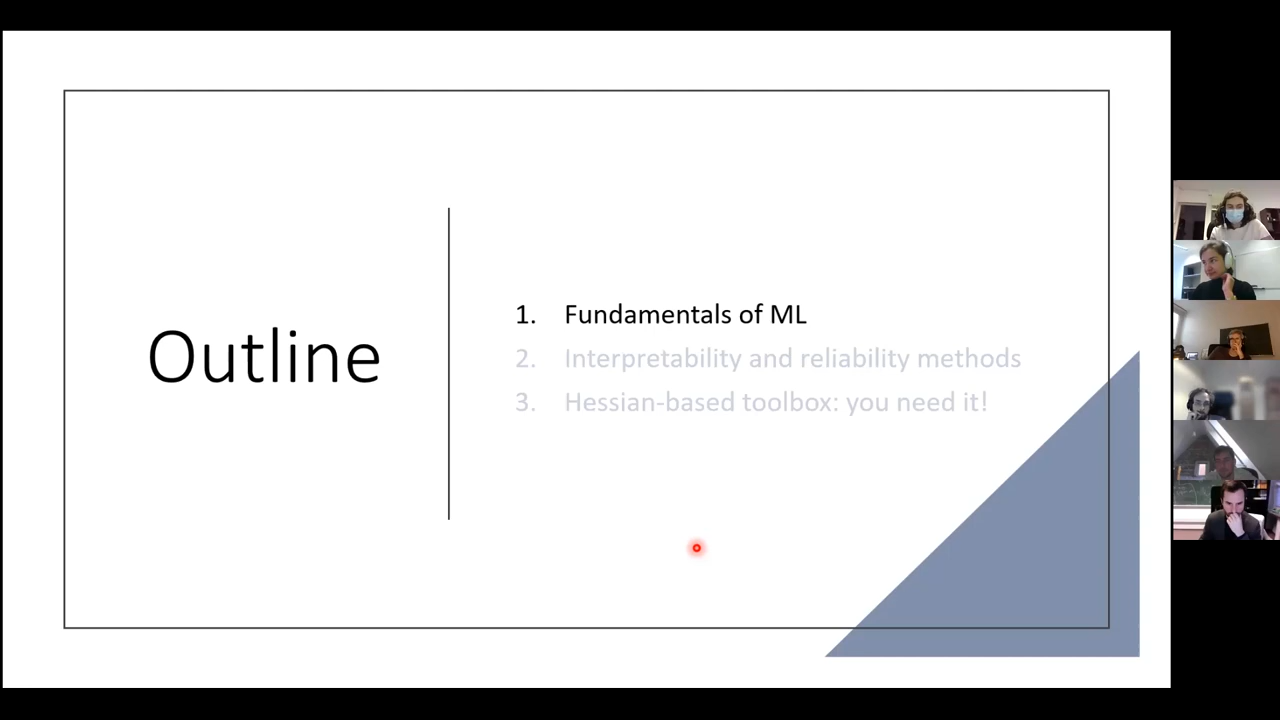 Outline
1. Fundamentals of ML
2. Interpretability and reliability methods
3. Hessian-based toolbox: you need it!